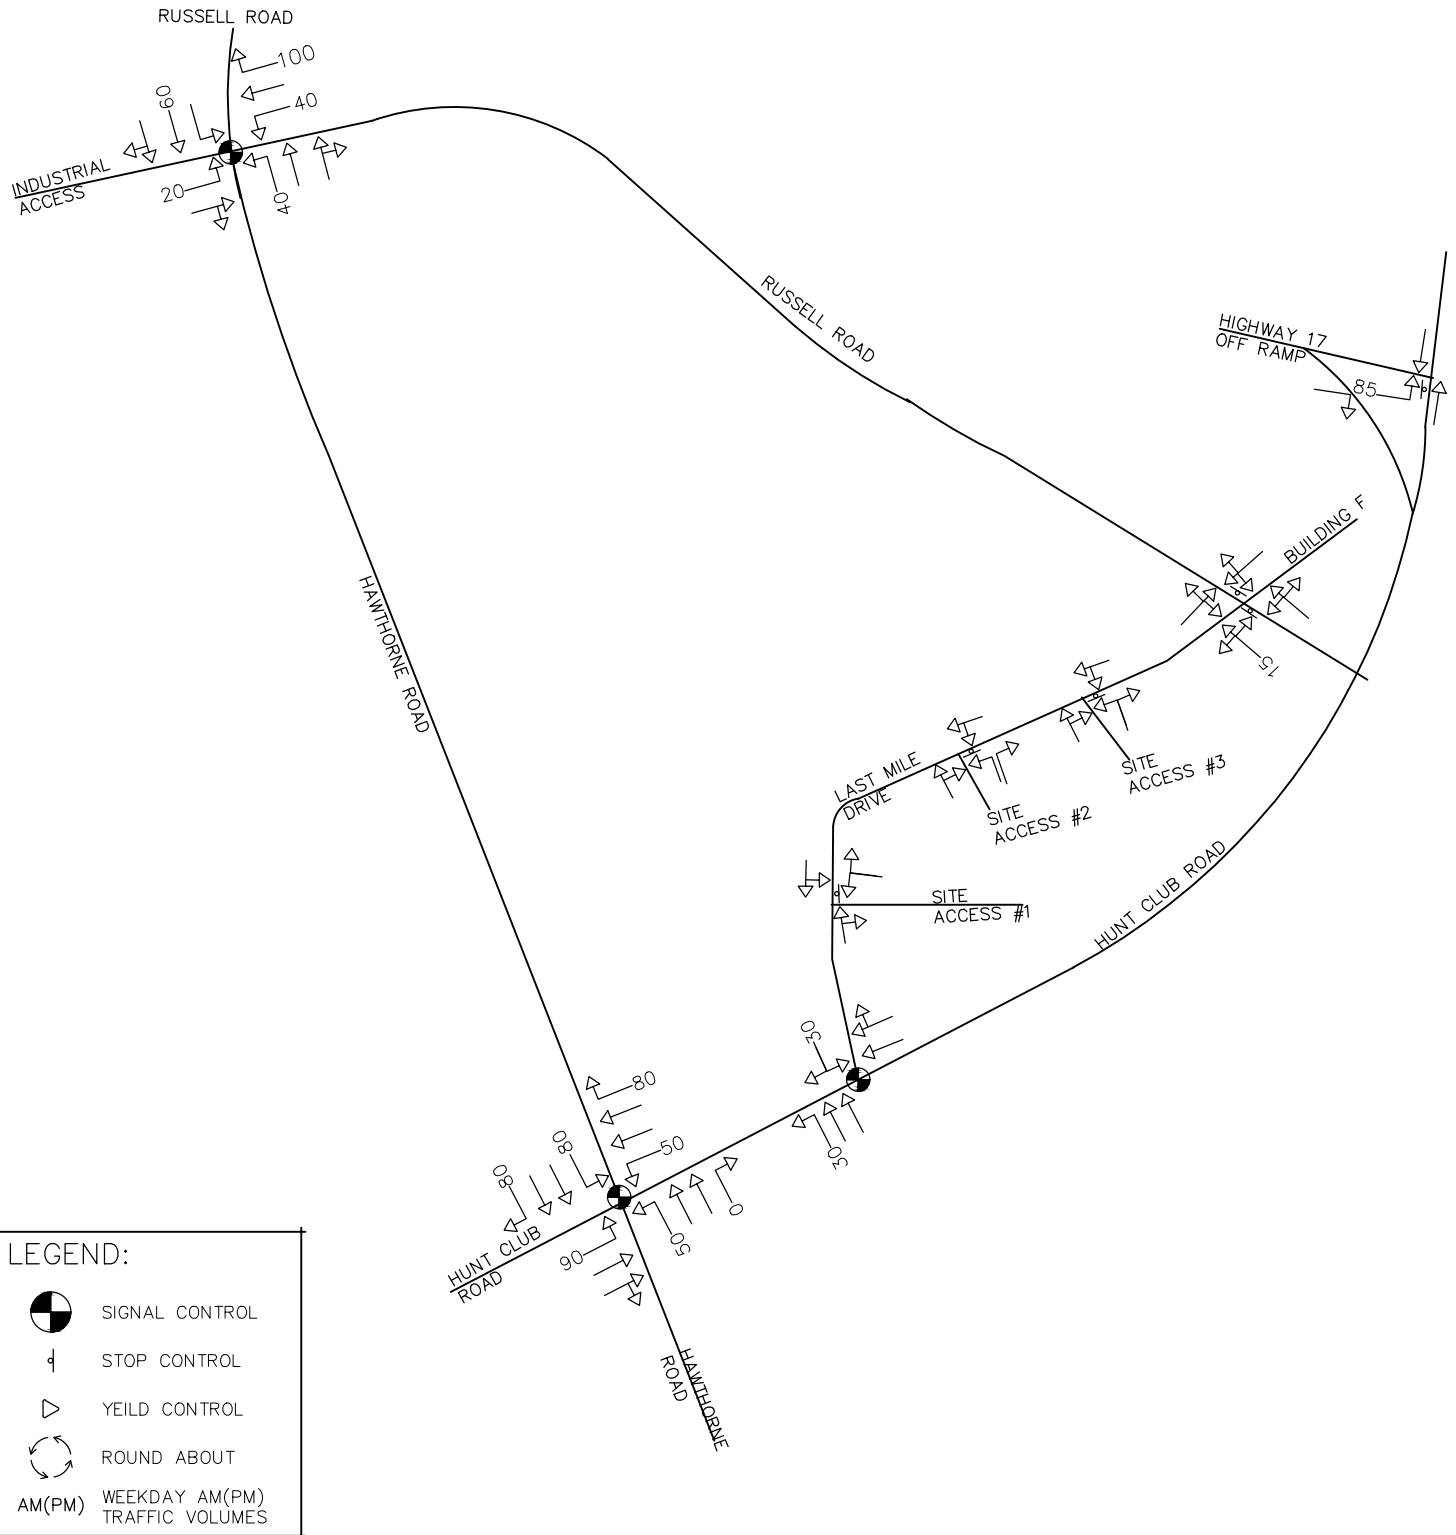 RUSSELL ROAD
100
60
40
INDUSTRIAL
ACCESS
20
40
RUSSELL ROAD
HIGHWAY 17
OFF RAMP
85
BUILDING F
15
HAWTHORNE ROAD
LAST MILE
DRIVE
SITE
ACCESS #3
SITE
ACCESS #2
SITE
ACCESS #1
HUNT CLUB ROAD
30
30
80
50
80
80
0
50
90
HUNT CLUB
ROAD
HAWTHORNE
ROAD
LEGEND:
SIGNAL CONTROL
STOP CONTROL
YEILD CONTROL
ROUND ABOUT
AM(PM) WEEKDAY AM(PM)
TRAFFIC VOLUMES